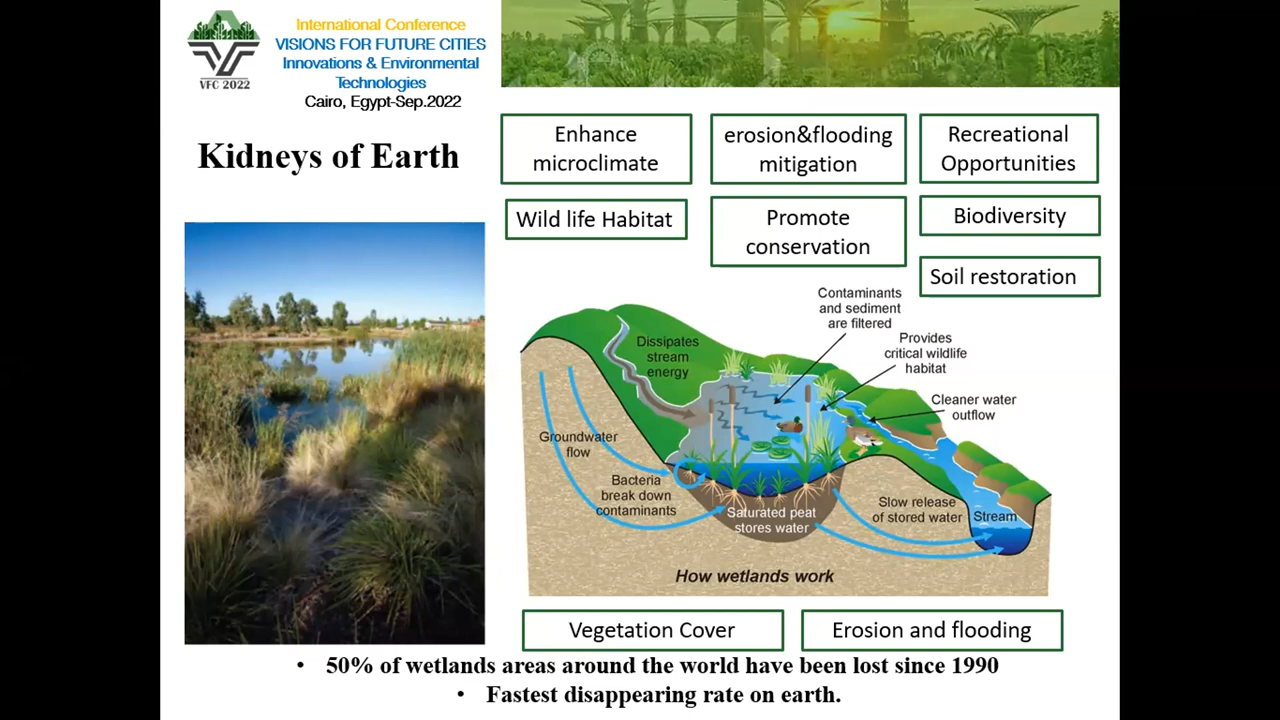 VFC 2022
International Conference
VISIONS FOR FUTURE CITIES
Innovations & Environmental
Technologies
Cairo, Egypt-Sep.2022
Kidneys of Earth
Enhance
microclimate
erosion&flooding
mitigation
Recreational
Opportunities
Wild life Habitat
Promote
conservation
Biodiversity
Soil restoration
Contaminants
and sediment
are filtered
Dissipates
stream
energy
Provides
critical wildlife
habitat
Cleaner water
outflow
Groundwater
flow
Bacteria
break down
contaminants
Saturated peat
stores water
Slow release
of stored water
Stream
How wetlands work
Vegetation Cover
Erosion and flooding
• 50% of wetlands areas around the world have been lost since 1990
• Fastest disappearing rate on earth.